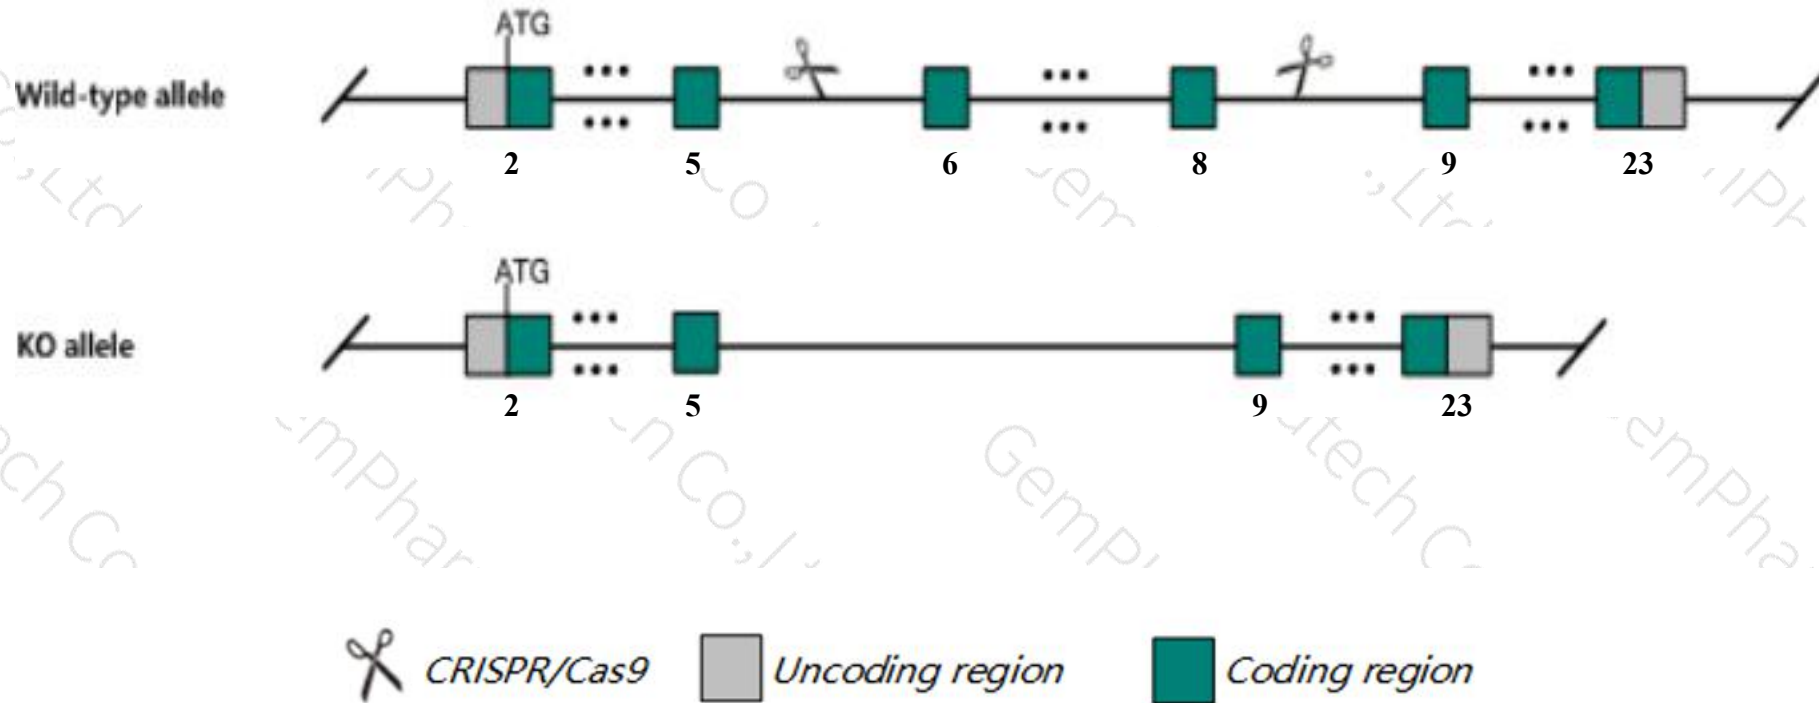 ATG
Wild-type allele
2 5 6 8 9 23
ATG
KO allele
2 5 9 23
CRISPR/Cas9 Uncoding region Coding region